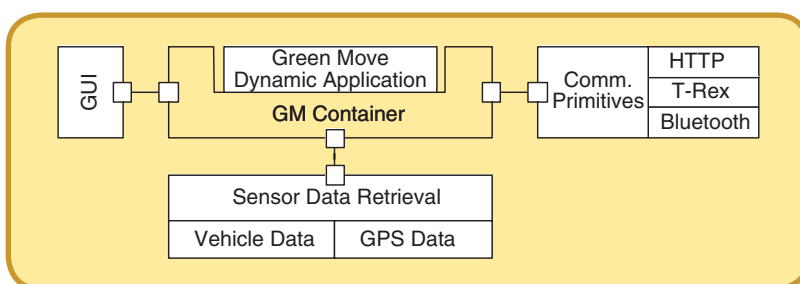 GUI
Green Move
Dynamic Application
GM Container
Comm.
Primitives
HTTP
T-Rex
Bluetooth
Sensor Data Retrieval
Vehicle Data
GPS Data